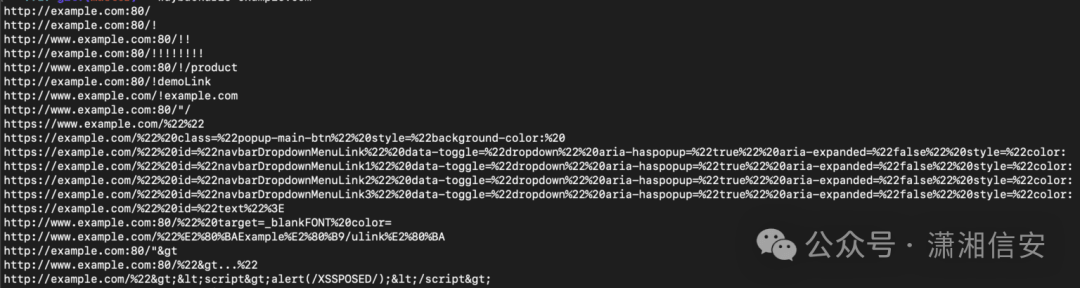 http://example.com:80/
http://example.com:80/!
http://www.example.com:80/!!
http://example.com:80/!!!!!!!!
http://www.example.com:80/!/product
http://example.com:80/!demoLink
http://www.example.com/!example.com
http://www.example.com:80/"/
https://www.example.com/%22%22
https://example.com/%22%20class=%22popup-main-btn%22%20style=%22background-color:%20
https://example.com/%22%20id=%22navbarDropdownMenuLink%22%20data-toggle=%22dropdown%22%20aria-haspopup=%22true%22%20aria-expanded=%22false%22%20style=%22color:
https://example.com/%22%20id=%22navbarDropdownMenuLink1%22%20data-toggle=%22dropdown%22%20aria-haspopup=%22true%22%20aria-expanded=%22false%22%20style=%22color:
https://example.com/%22%20id=%22navbarDropdownMenuLink2%22%20data-toggle=%22dropdown%22%20aria-haspopup=%22true%22%20aria-expanded=%22false%22%20style=%22color:
https://example.com/%22%20id=%22navbarDropdownMenuLink3%22%20data-toggle=%22dropdown%22%20aria-haspopup=%22true%22%20aria-expanded=%22false%22%20style=%22color:
https://example.com/%22%20id=%22text%22%3E
http://www.example.com:80/%22%20target=_blankFONT%20color=
http://www.example.com/%22%E2%80%BAExample%E2%80%B9/ulink%E2%80%BA
http://example.com:80/"&gt
http://www.example.com:80/%22&gt...%22
http://example.com/%22&gt;&lt;script&gt;alert(/XSSPOSED/);&lt;/script&gt;
公众号 · 潇湘信安